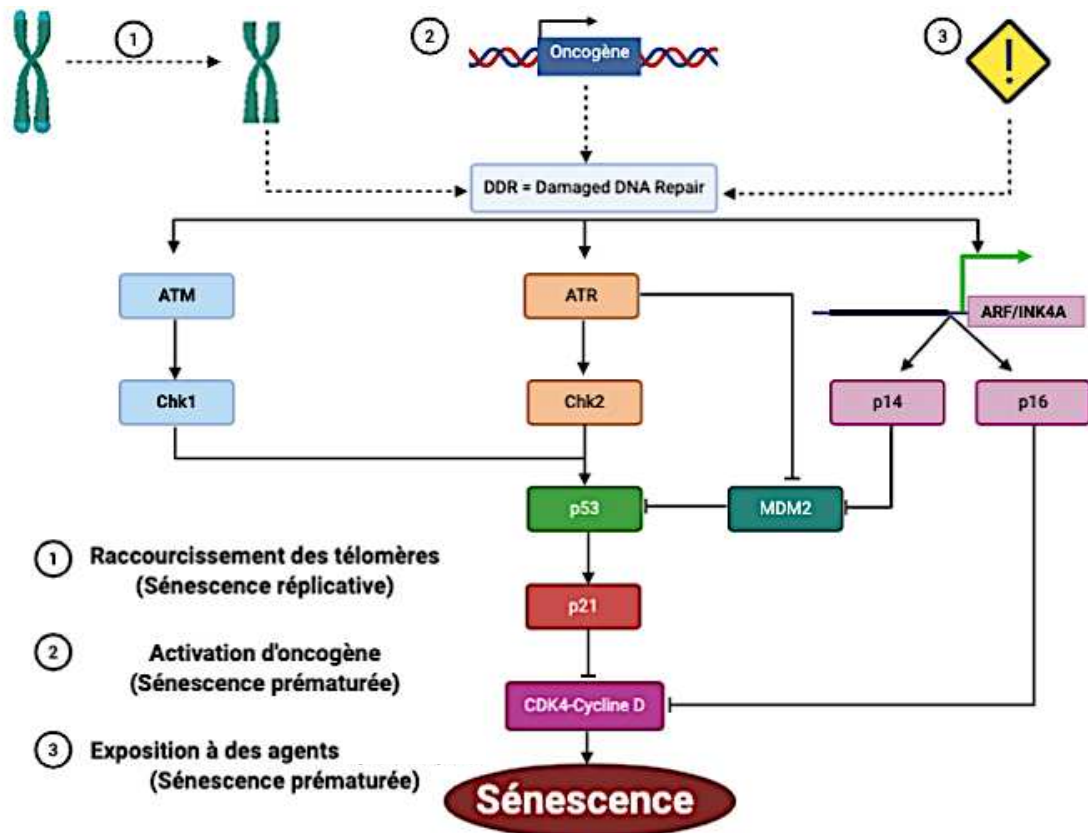 1
2
Oncogène
3
!
DDR = Damaged DNA Repair
ATM
ATR
ARF/INK4A
Chk1
Chk2
p14
p16
p53
MDM2
1
Raccourcissement des télomères
(Sénescence réplicative)
p21
2
Activation d'oncogène
(Sénescence prématurée)
CDK4-Cycline D
3
Exposition à des agents
(Sénescence prématurée)
Sénescence